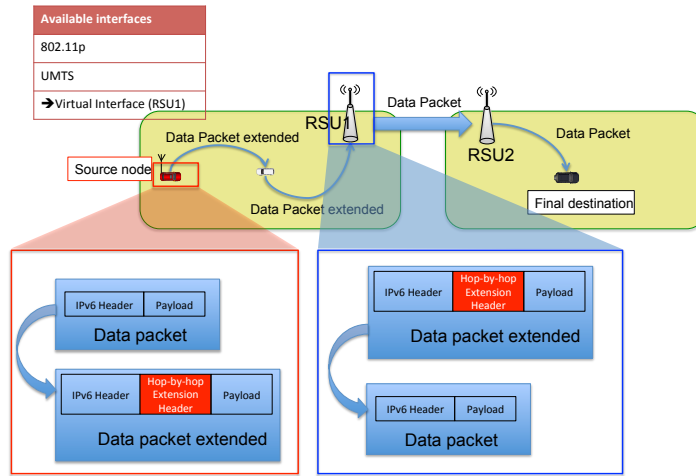 Available interfaces
802.11p
UMTS
➔Virtual Interface (RSU1)
RSU1
Data Packet
RSU2
Data Packet extended
Data Packet
Source node
Data Packet extended
Final destination
IPv6 Header
Payload
Data packet
IPv6 Header
Hop-by-hop
Extension
Header
Payload
Data packet extended
IPv6 Header
Hop-by-hop
Extension
Header
Payload
Data packet extended
IPv6 Header
Payload
Data packet